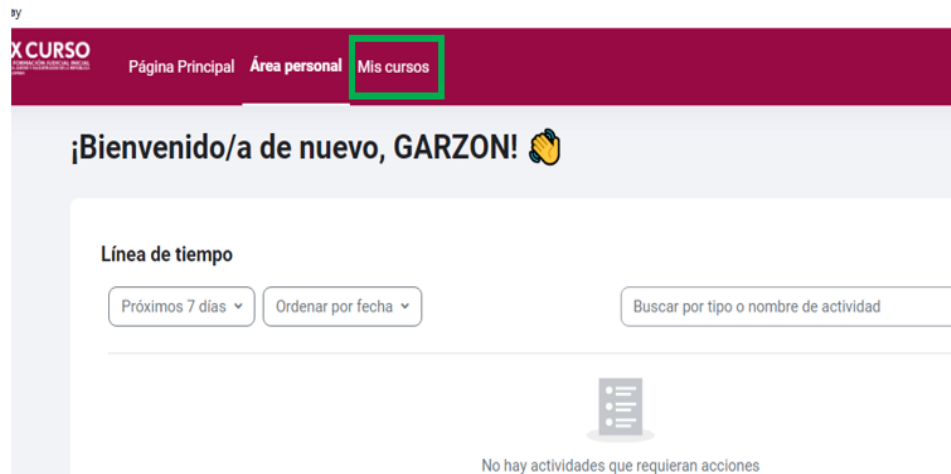 ay
X CURSO
Página Principal Área personal Mis cursos
¡Bienvenido/a de nuevo, GARZON!
Línea de tiempo
Próximos 7 días Ordenar por fecha Buscar por tipo o nombre de actividad
No hay actividades que requieran acciones